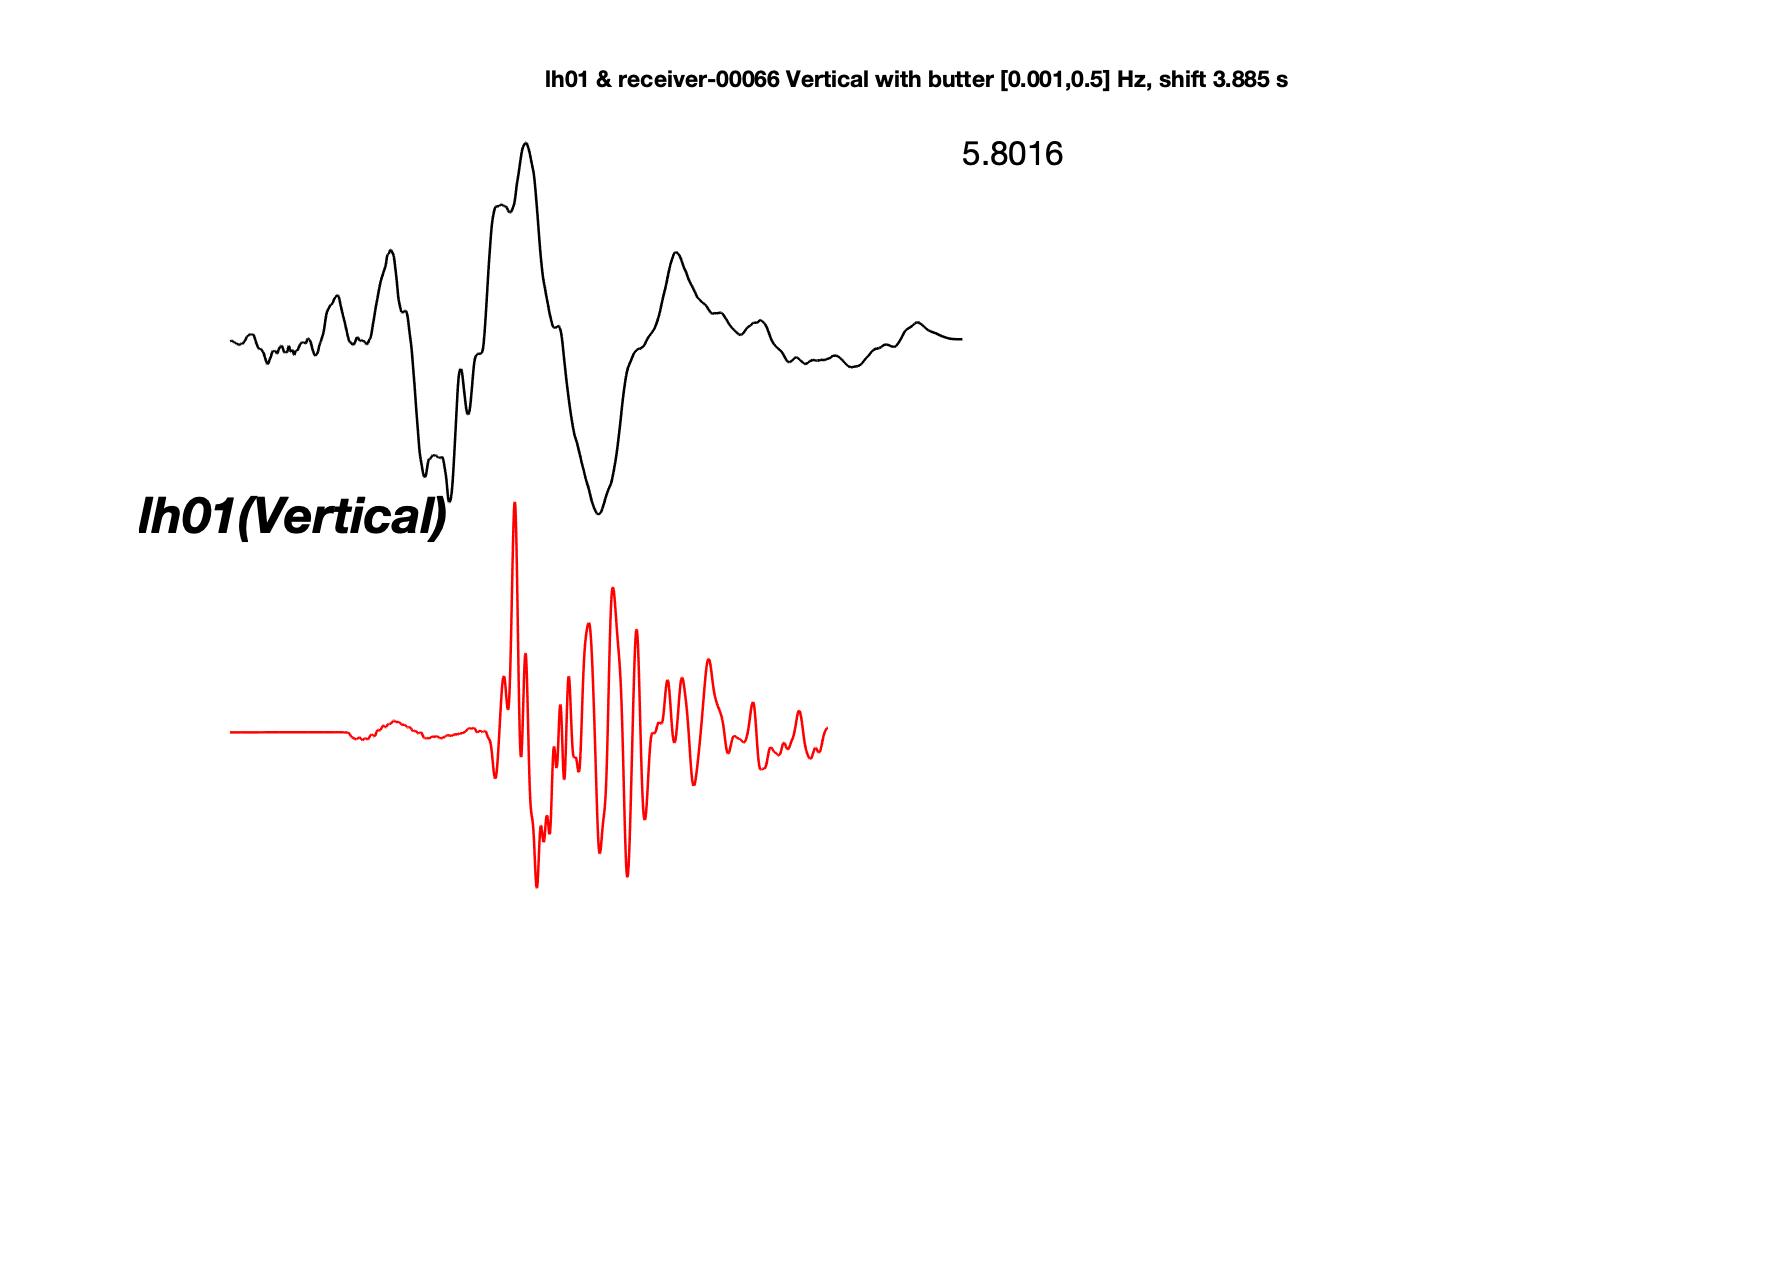 lh01 & receiver-00066 Vertical with butter [0.001,0.5] Hz, shift 3.885 s
5.8016
lh01(Vertical)